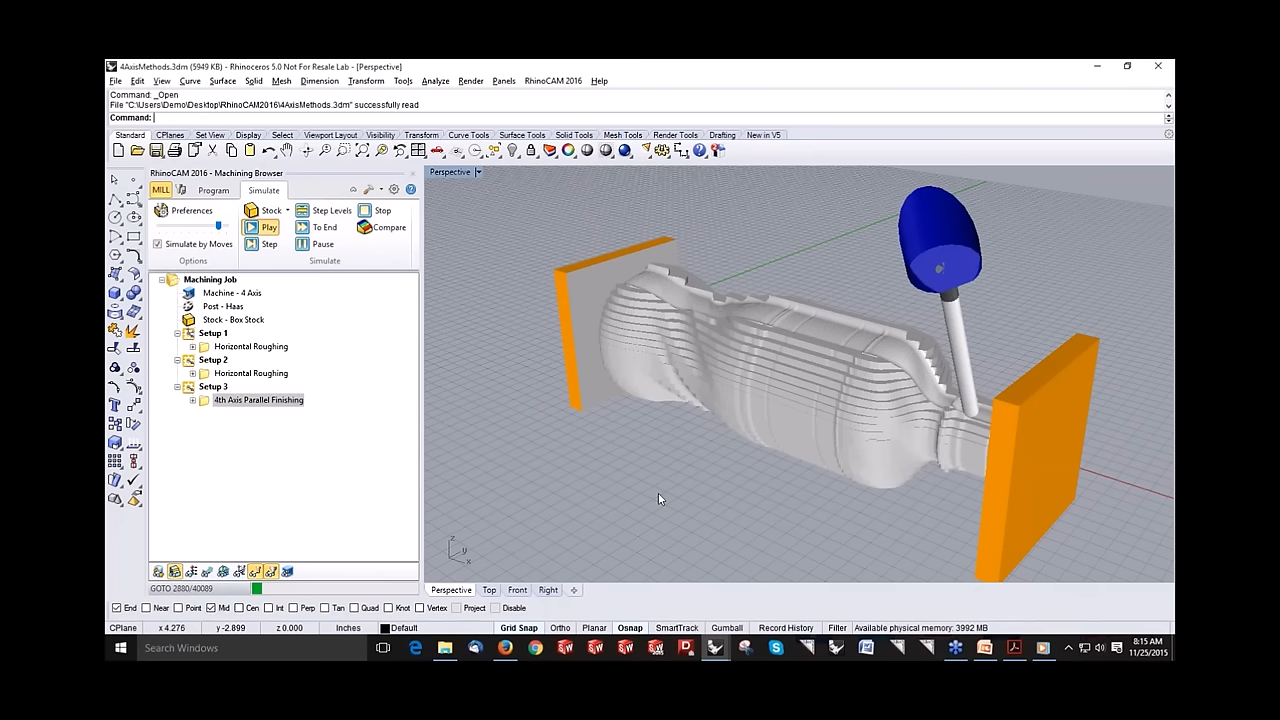 4AxisMethods.3dm (5949 KB) - Rhinoceros 5.0 Not For Resale Lab - [Perspective]
File Edit View Curve Surface Solid Mesh Dimension Transform Tools Analyze Render Panels RhinoCAM 2016 Help
Command: _Open
File "C:\Users\Demo\Desktop\RhinoCAM2016\4AxisMethods.3dm" successfully read
Command:
Standard CPlanes Set View Display Select Viewport Layout Visibility Transform Curve Tools Surface Tools Solid Tools Mesh Tools Render Tools Drafting New in V5
RhinoCAM 2016 - Machining Browser
MILL Program Simulate
Preferences
Simulate by Moves
Options
Stock Step Levels Stop
Play To End Compare
Step Pause
Simulate
Machining Job
Machine - 4 Axis
Post - Haas
Stock - Box Stock
Setup 1
Horizontal Roughing
Setup 2
Horizontal Roughing
Setup 3
4th Axis Parallel Finishing
GOTO 2880/40089
Perspective
z
y
x
Perspective Top Front Right
End Near Point Mid Cen Int Perp Tan Quad Knot Vertex Project Disable
CPlane x 4.276 y -2.899 z 0.000 Inches Default Grid Snap Ortho Planar Osnap SmartTrack Gumball Record History Filter Available physical memory: 3992 MB
Search Windows
8:15 AM
11/25/2015